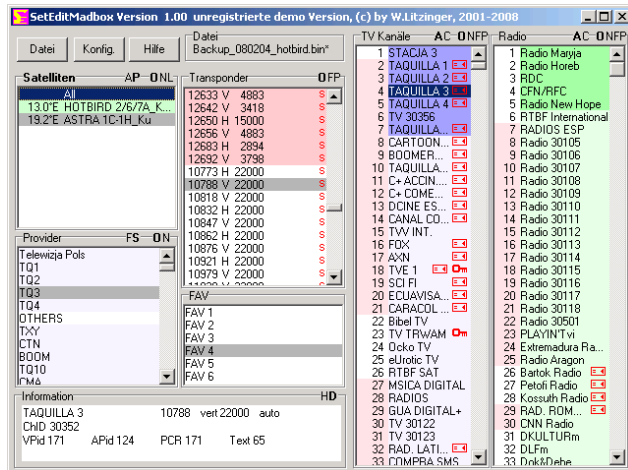 SetEditMadbox Version 1.00 unregistrierte demo Version, (c) by W.Litzinger, 2001-2008
Datei Konfig. Hilfe
Datei
Backup_080204_hotbird.bin*
Satelliten AP ONL
All
13.0°E HOTBIRD 2/6/7A_K...
19.2°E ASTRA 1C-1H_Ku
Transponder OFP
12633 V 4883 S
12642 V 3418 S
12650 H 15000 S
12656 V 4883 S
12683 H 2894 S
12692 V 3798 S
10773 H 22000 S
10788 V 22000 S
10818 V 22000 S
10832 H 22000 S
10847 V 22000 S
10862 H 22000 S
10876 V 22000 S
10921 H 22000 S
10979 V 22000 S
Provider FS ON
Telewizja Pols
TQ1
TQ2
TQ3
TQ4
OTHERS
TXY
CTN
BOOM
TQ10
CMA
FAV
FAV 1
FAV 2
FAV 3
FAV 4
FAV 5
FAV 6
Information HD
TAQUILLA 3 10788 vert 22000 auto
ChID 30352
VPid 171 APid 124 PCR 171 Text 65
TV Kanäle AC ONFP
1 STACJA 3
2 TAQUILLA 1
3 TAQUILLA 2
4 TAQUILLA 3
5 TAQUILLA 4
6 TV 30356
7 TAQUILLA...
8 CARTOON...
9 BOOMER...
10 TAQUILL...
11 C+ ACCIN...
12 C+ COME...
13 DCINE ES...
14 CANAL CO...
15 TVV INT.
16 FOX
17 AXN
18 TVE 1
19 SCI FI
20 ECUAVISA...
21 CARACOL ...
22 Bibel TV
23 TV TRWAM
24 Ocko TV
25 eUrotic TV
26 RTBF SAT
27 MSICA DIGITAL
28 RADIOS
29 GUA DIGITAL+
30 TV 30122
31 TV 30123
32 RAD. LATI...
33 COMPRA SMS
Radio AC ONFP
1 Radio Maryja
2 Radio Horeb
3 RDC
4 CFN/RFC
5 Radio New Hope
6 RTBF International
7 RADIOS ESP
8 Radio 30105
9 Radio 30106
10 Radio 30107
11 Radio 30108
12 Radio 30109
13 Radio 30110
14 Radio 30111
15 Radio 30112
16 Radio 30113
17 Radio 30114
18 Radio 30115
19 Radio 30116
20 Radio 30117
21 Radio 30118
22 Radio 30501
23 PLAYIN'Tvi
24 Extremadura Ra...
25 Radio Aragon
26 Bartok Radio
27 Petofi Radio
28 Kossuth Radio
29 RAD. ROM...
30 CNN Radio
31 DKULTURm
32 DLFm
33 Dok&Debe